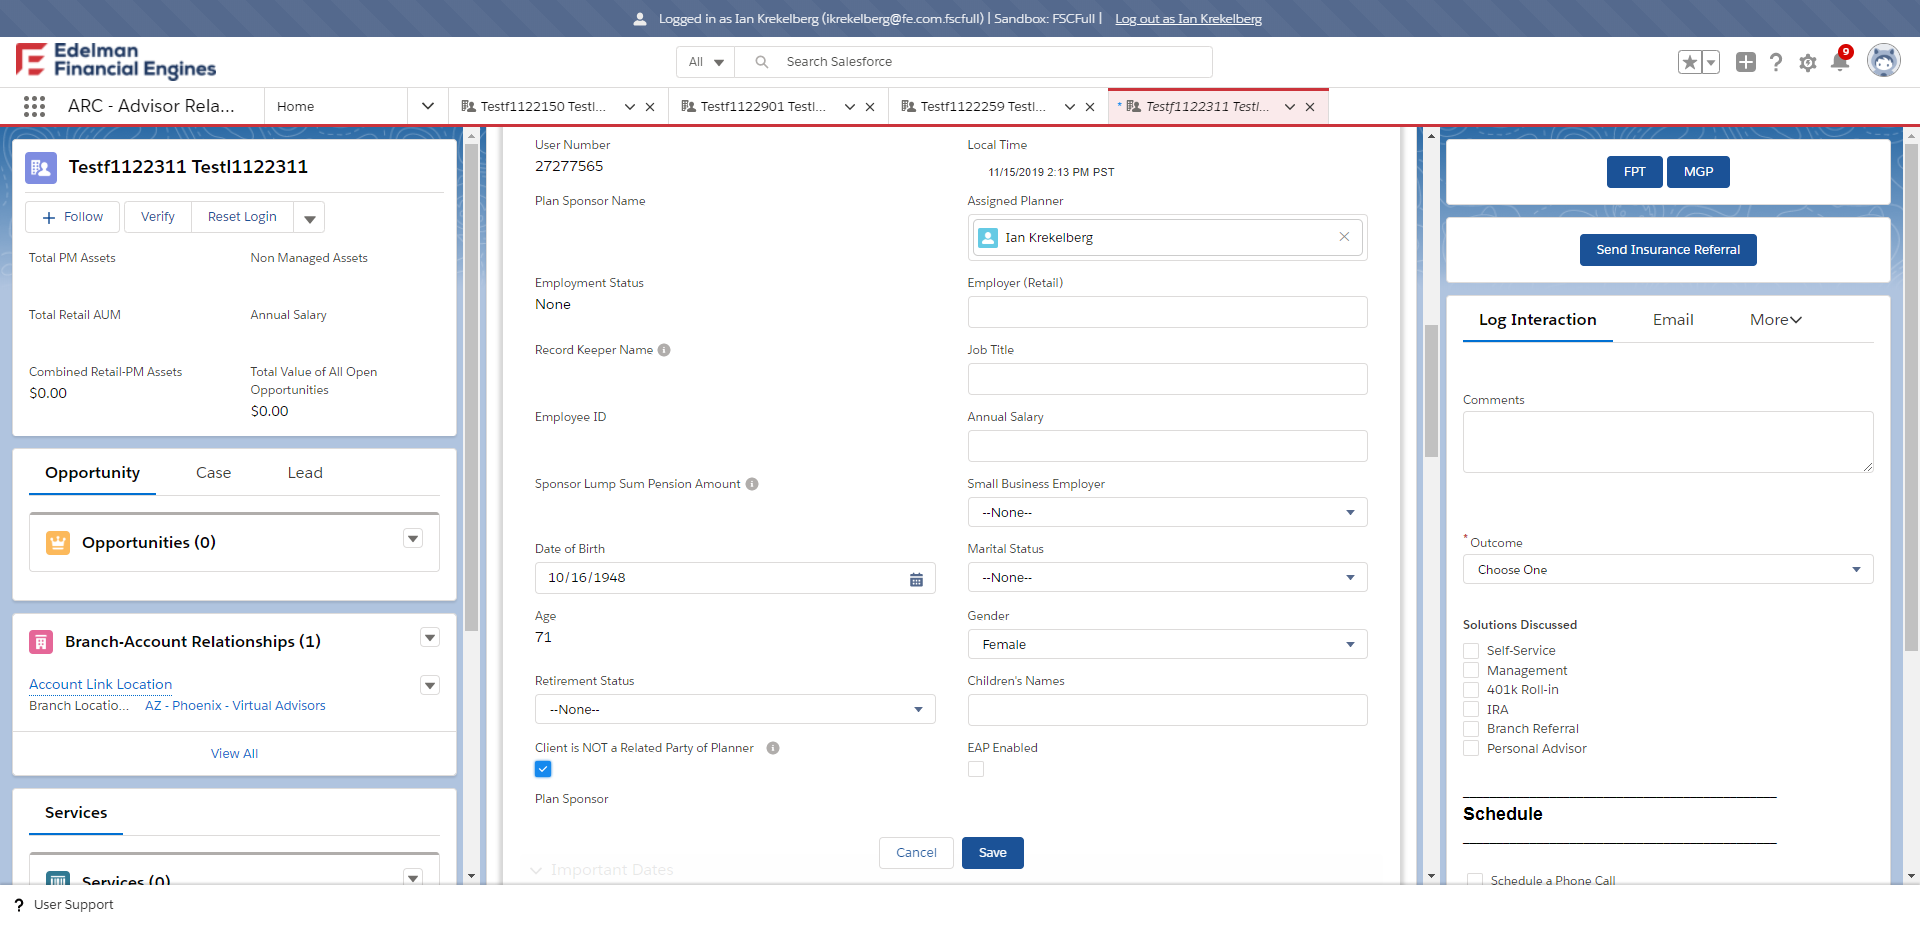 Logged in as Ian Krekelberg (ikrekelberg@fe.com.fscfull) | Sandbox: FSCFull | Log out as Ian Krekelberg
Edelman
Financial Engines
All
Search Salesforce
9
ARC - Advisor Rela...
Home
Testf1122150 Testl...
Testf1122901 Testl...
Testf1122259 Testl...
* Testf1122311 Testl...
Testf1122311 Testl1122311
Follow
Verify
Reset Login
Total PM Assets
Non Managed Assets
Total Retail AUM
Annual Salary
Combined Retail-PM Assets
$0.00
Total Value of All Open
Opportunities
$0.00
Opportunity
Case
Lead
Opportunities (0)
Branch-Account Relationships (1)
Account Link Location
Branch Locatio...
AZ - Phoenix - Virtual Advisors
View All
Services
Services (0)
User Number
27277565
Local Time
11/15/2019 2:13 PM PST
Plan Sponsor Name
Assigned Planner
Ian Krekelberg
Employment Status
None
Employer (Retail)
Record Keeper Name
Job Title
Employee ID
Annual Salary
Sponsor Lump Sum Pension Amount
Small Business Employer
--None--
Date of Birth
10/16/1948
Marital Status
--None--
Age
71
Gender
Female
Retirement Status
--None--
Children's Names
Client is NOT a Related Party of Planner
EAP Enabled
Plan Sponsor
Cancel
Save
Important Dates
FPT
MGP
Send Insurance Referral
Log Interaction
Email
More
Comments
* Outcome
Choose One
Solutions Discussed
Self-Service
Management
401k Roll-in
IRA
Branch Referral
Personal Advisor
Schedule
Schedule a Phone Call
? User Support